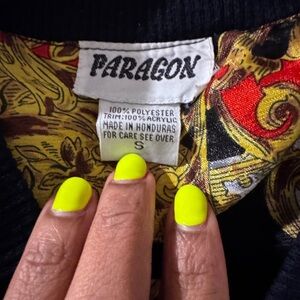 PARAGON
100% POLYESTER
TRIM:100% ACRYLIC
MADE IN HONDURAS
FOR CARE SEE OVER
S